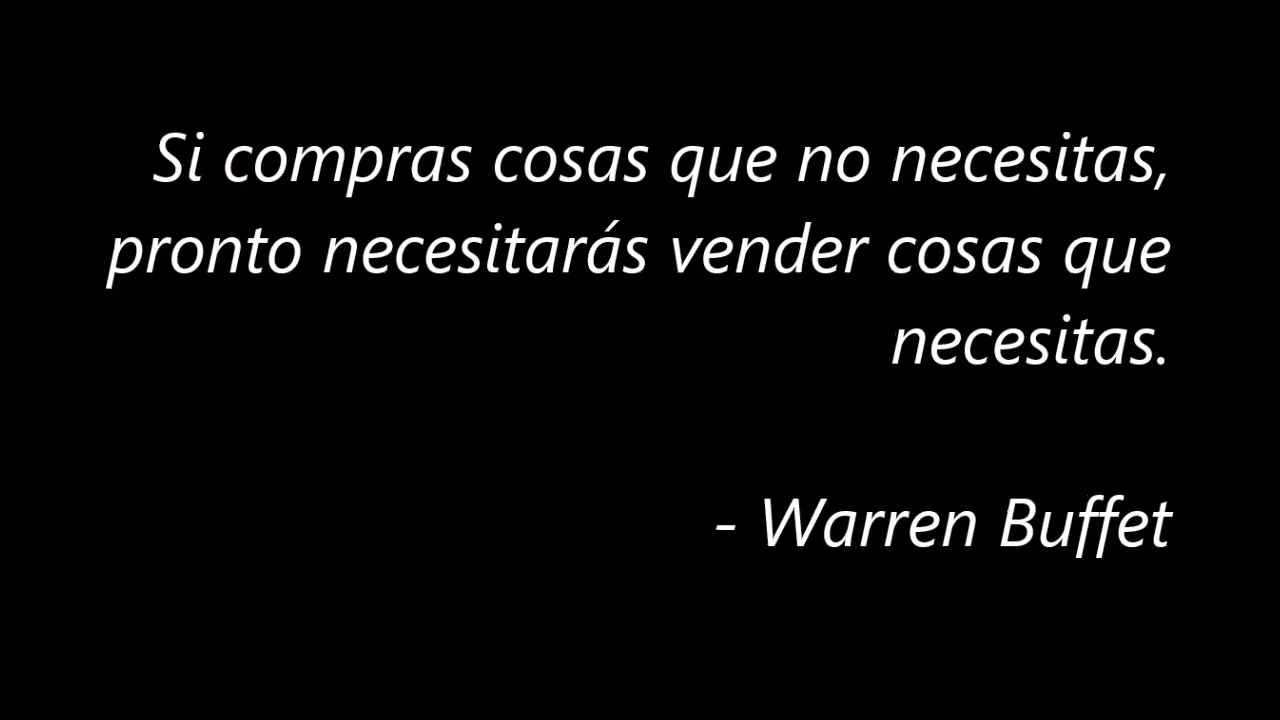 Si compras cosas que no necesitas,
pronto necesitarás vender cosas que
necesitas.
- Warren Buffet